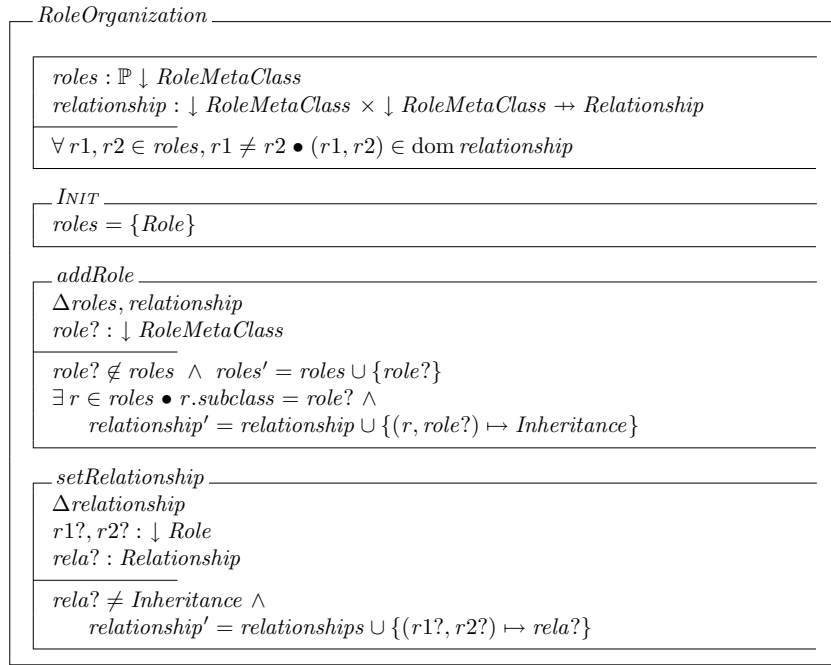 RoleOrganization
roles : ℙ ↓ RoleMetaClass
relationship : ↓ RoleMetaClass × ↓ RoleMetaClass ⇸ Relationship
∀ r1, r2 ∈ roles, r1 ≠ r2 • (r1, r2) ∈ dom relationship
INIT
roles = {Role}
addRole
Δroles, relationship
role? : ↓ RoleMetaClass
role? ∉ roles ∧ roles′ = roles ∪ {role?}
∃ r ∈ roles • r.subclass = role? ∧
relationship′ = relationship ∪ {(r, role?) ↦ Inheritance}
setRelationship
Δrelationship
r1?, r2? : ↓ Role
rela? : Relationship
rela? ≠ Inheritance ∧
relationship′ = relationships ∪ {(r1?, r2?) ↦ rela?}